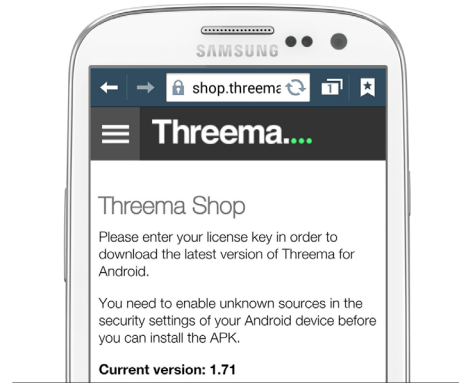 SAMSUNG
shop.threema
1
Threema....
Threema Shop
Please enter your license key in order to
download the latest version of Threema for
Android.
You need to enable unknown sources in the
security settings of your Android device before
you can install the APK.
Current version: 1.71